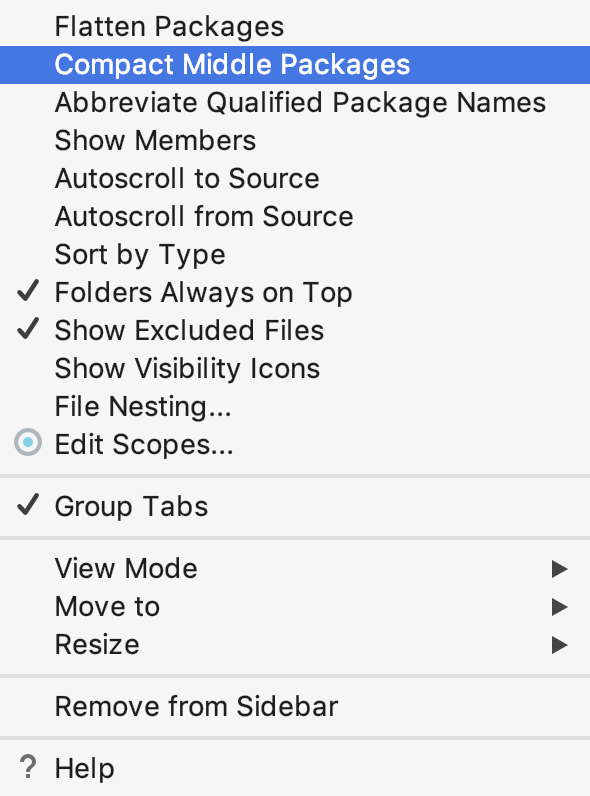 Flatten Packages
Compact Middle Packages
Abbreviate Qualified Package Names
Show Members
Autoscroll to Source
Autoscroll from Source
Sort by Type
Folders Always on Top
Show Excluded Files
Show Visibility Icons
File Nesting...
Edit Scopes...
Group Tabs
View Mode
Move to
Resize
Remove from Sidebar
? Help